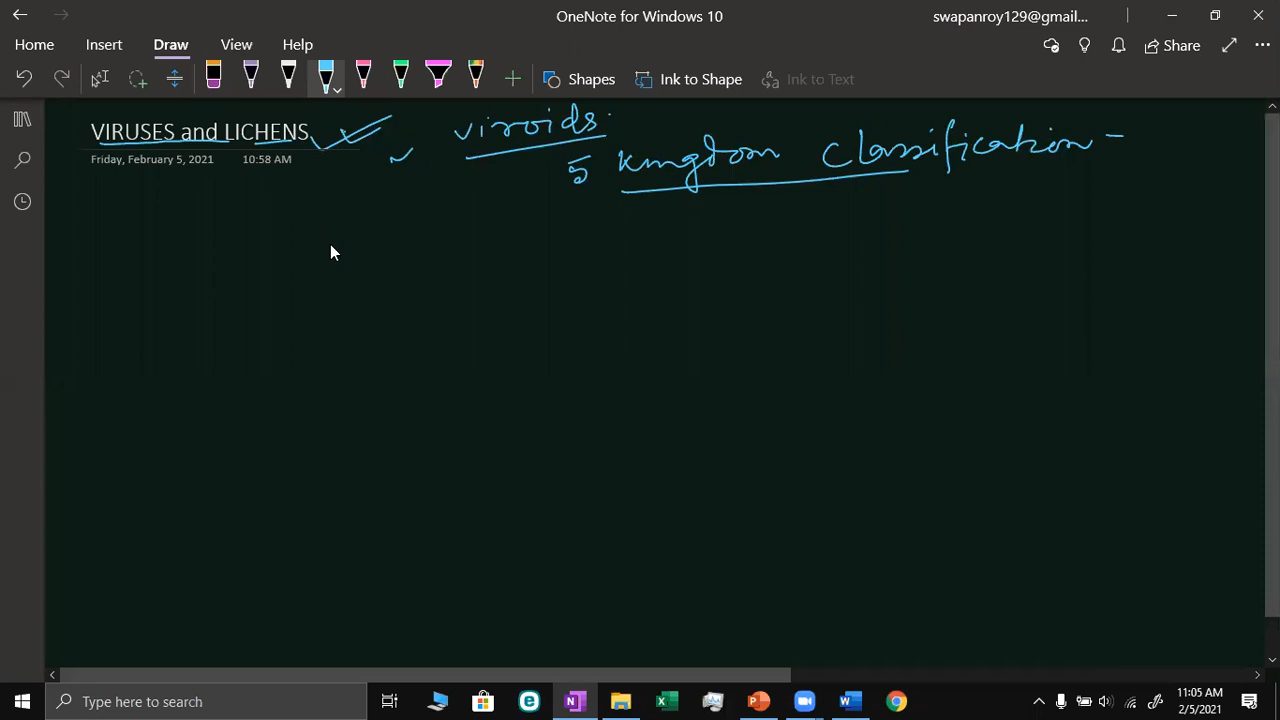 OneNote for Windows 10
swapanroy129@gmail...
Home Insert Draw View Help
Share
Shapes Ink to Shape Ink to Text
VIRUSES and LICHENS
viroids.
Friday, February 5, 2021 10:58 AM
5 Kingdom Classification -
Type here to search
1:05 AM
2/5/2021